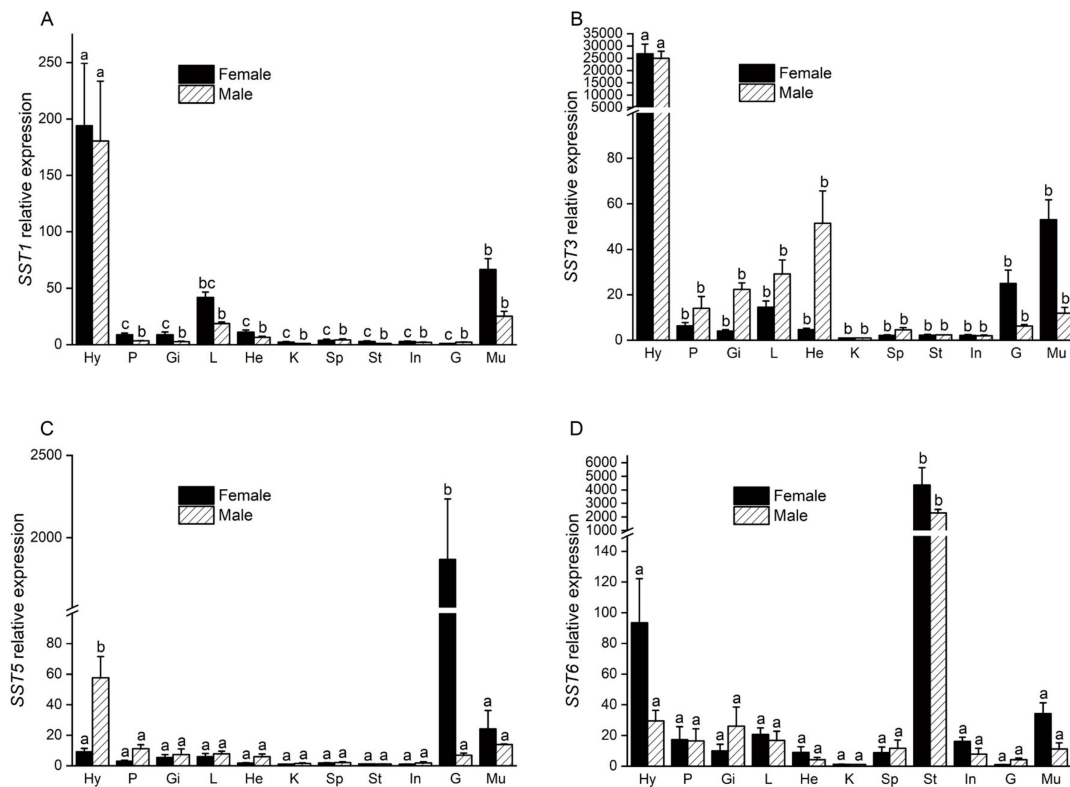 A
SST1 relative expression
250
200
150
100
50
0
Female
Male
a a c b c b bc b c b c b c b c b c b c b b b
Hy P Gi L He K Sp St In G Mu
B
SST3 relative expression
35000
30000
25000
20000
15000
10000
5000
80
60
40
20
0
Female
Male
a a b b b b b b b b b b b b b b b b b b b b
Hy P Gi L He K Sp St In G Mu
C
SST5 relative expression
2500
2000
80
60
40
20
0
Female
Male
a b a a a a a a a a a a a a a a a a b a a a
Hy P Gi L He K Sp St In G Mu
D
SST6 relative expression
6000
5000
4000
3000
2000
1000
140
120
100
80
60
40
20
0
Female
Male
a a a a a a a a a a a a a a b b a a a a a a
Hy P Gi L He K Sp St In G Mu